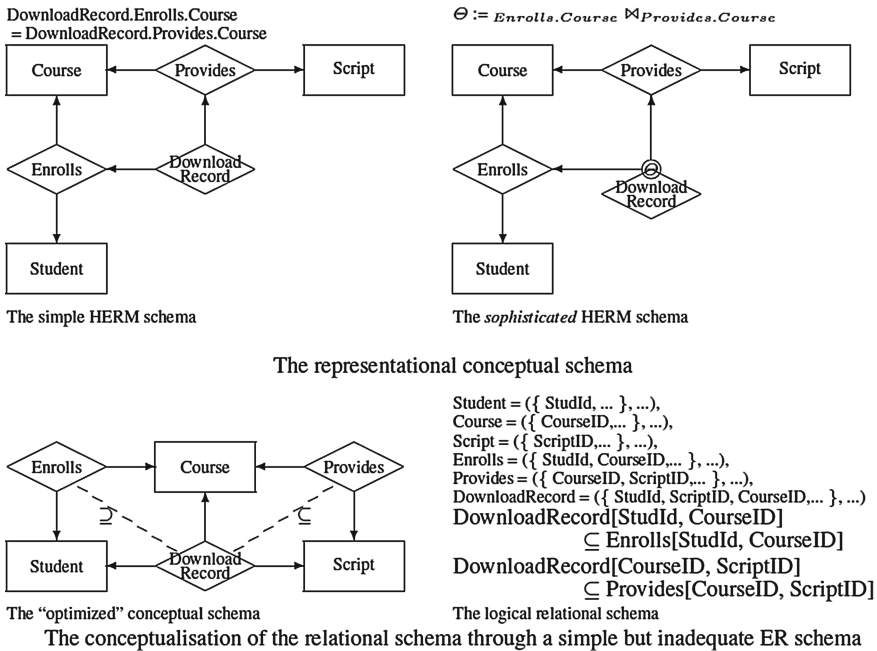 DownloadRecord.Enrolls.Course
= DownloadRecord.Provides.Course
Course
Provides
Script
Enrolls
Download
Record
Student
The simple HERM schema
Θ := Enrolls.Course ⋈Provides.Course
Course
Provides
Script
Enrolls
Θ
Download
Record
Student
The sophisticated HERM schema
The representational conceptual schema
Enrolls
Course
Provides
⊇
⊆
Student
Download
Record
Script
The “optimized” conceptual schema
Student = ({ StudId, ... }, ...),
Course = ({ CourseID,... }, ...),
Script = ({ ScriptID,... }, ...),
Enrolls = ({ StudId, CourseID,... }, ...),
Provides = ({ CourseID, ScriptID,... }, ...),
DownloadRecord = ({ StudId, ScriptID, CourseID,... }, ...)
DownloadRecord[StudId, CourseID]
⊆ Enrolls[StudId, CourseID]
DownloadRecord[CourseID, ScriptID]
⊆ Provides[CourseID, ScriptID]
The logical relational schema
The conceptualisation of the relational schema through a simple but inadequate ER schema